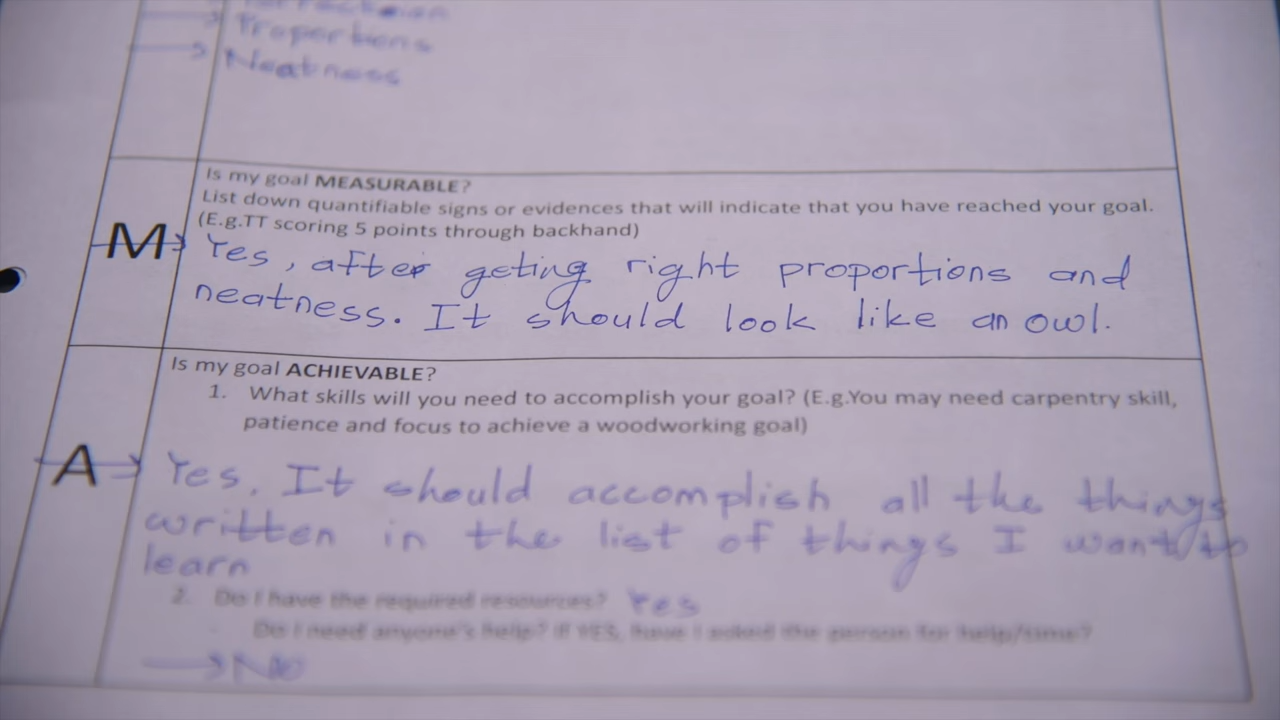 Proportions
Neatness
Is my goal MEASURABLE?
List down quantifiable signs or evidences that will indicate that you have reached your goal.
(E.g.TT scoring 5 points through backhand)
M
Yes, after geting right proportions and
neatness. It should look like an owl.
Is my goal ACHIEVABLE?
1. What skills will you need to accomplish your goal? (E.g.You may need carpentry skill,
patience and focus to achieve a woodworking goal)
A
Yes. It should accomplish all the things
written in the list of things I want to
learn
2. Do I have the required resources? Yes
Do I need anyone's help? If YES, have I asked the person for help/time?
No